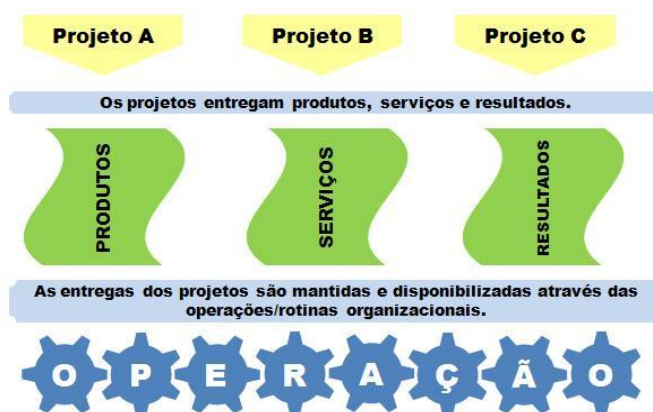 Projeto A
Projeto B
Projeto C
Os projetos entregam produtos, serviços e resultados.
PRODUTOS
SERVIÇOS
RESULTADOS
As entregas dos projetos são mantidas e disponibilizadas através das
operações/rotinas organizacionais.
OPERAÇÃO